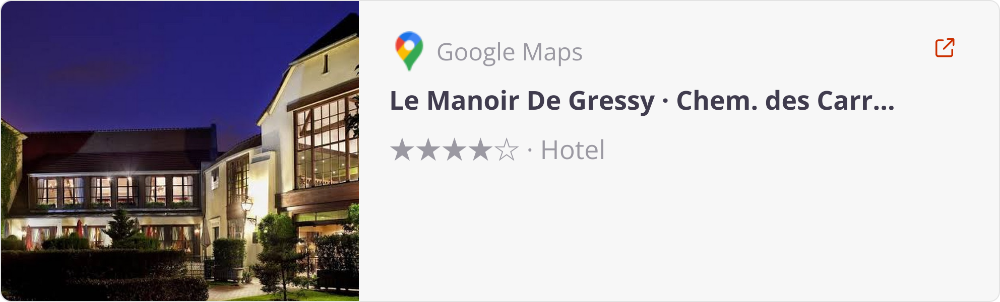 Google Maps
Le Manoir De Gressy · Chem. des Carr...
★★★★☆ · Hotel